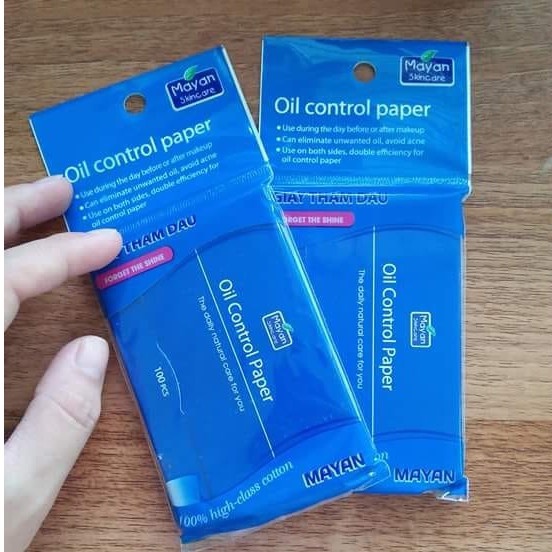 Mayan
Skincare
Oil control paper
• Use during the day before or after makeup
• Can eliminate unwanted oil, avoid acne
• Use on both sides, double efficiency for
oil control paper
THẤM DẦU
FORGET THE SHINE
Oil Control Paper
The daily natural care for you
Mayan
Skincare
100 PCS
100% high-class cotton
MAYAN
Mayan
Skincare
Oil control paper
• Use during the day before or after makeup
• Can eliminate unwanted oil, avoid acne
• Use on both sides, double efficiency for
oil control paper
GIẤY THẤM DẦU
FORGET THE SHINE
Oil Control Paper
The daily natural care for you
Mayan
Skincare
MAYAN